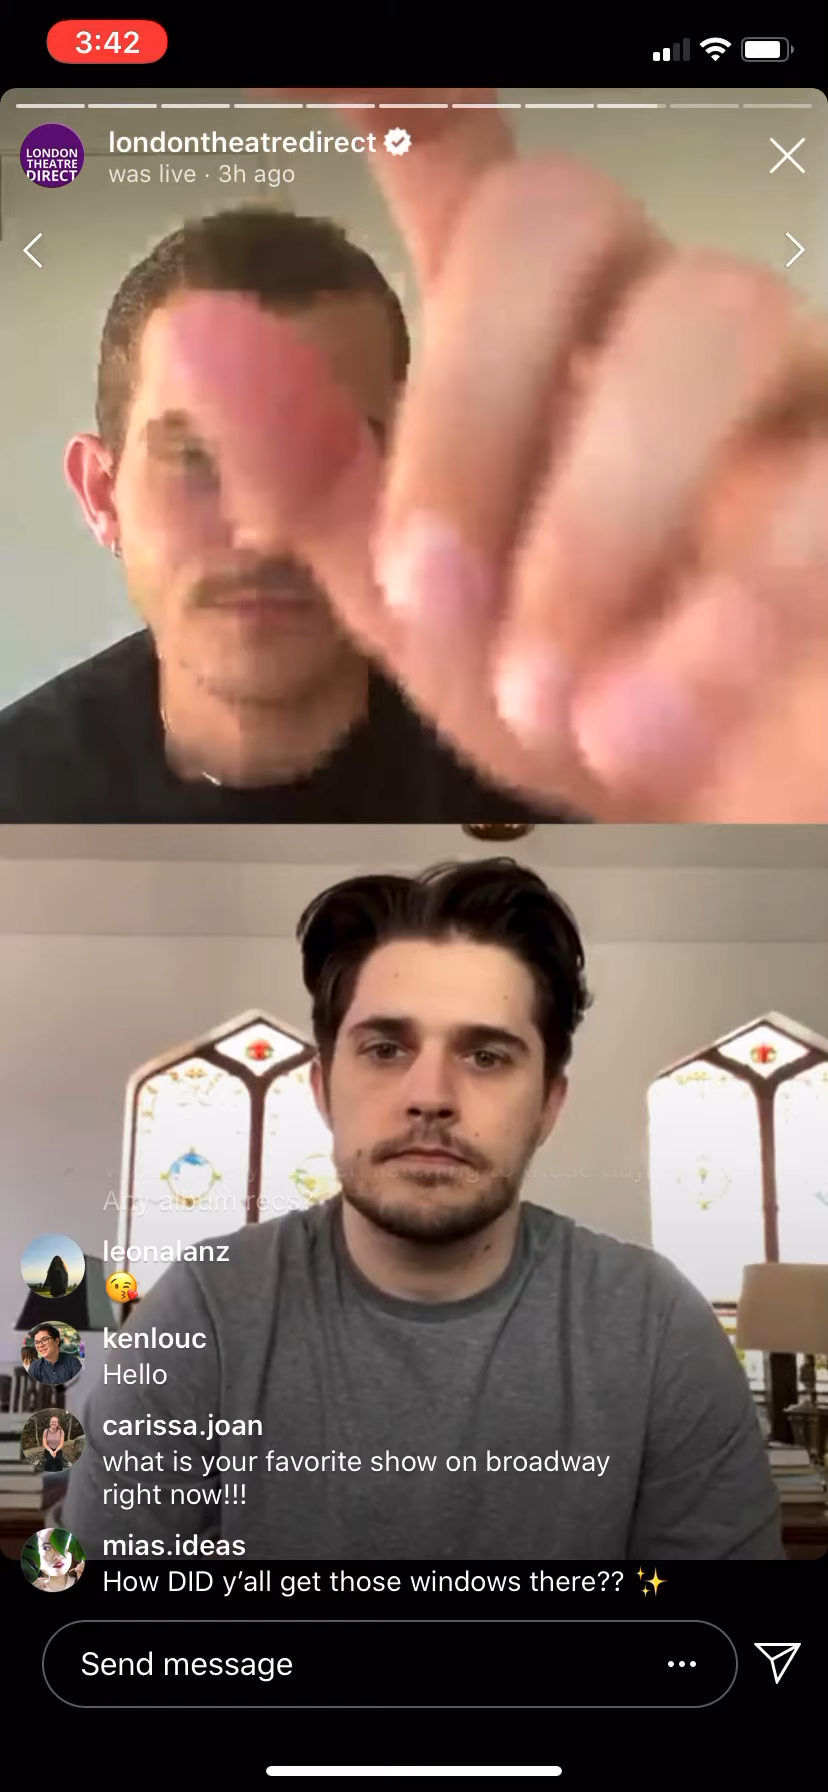 3:42
LONDON
THEATRE
DIRECT
londontheatredirect
was live · 3h ago
Any album recs?
leonalanz
😘
kenlouc
Hello
carissa.joan
what is your favorite show on broadway
right now!!!
mias.ideas
How DID y’all get those windows there?? ✨
Send message